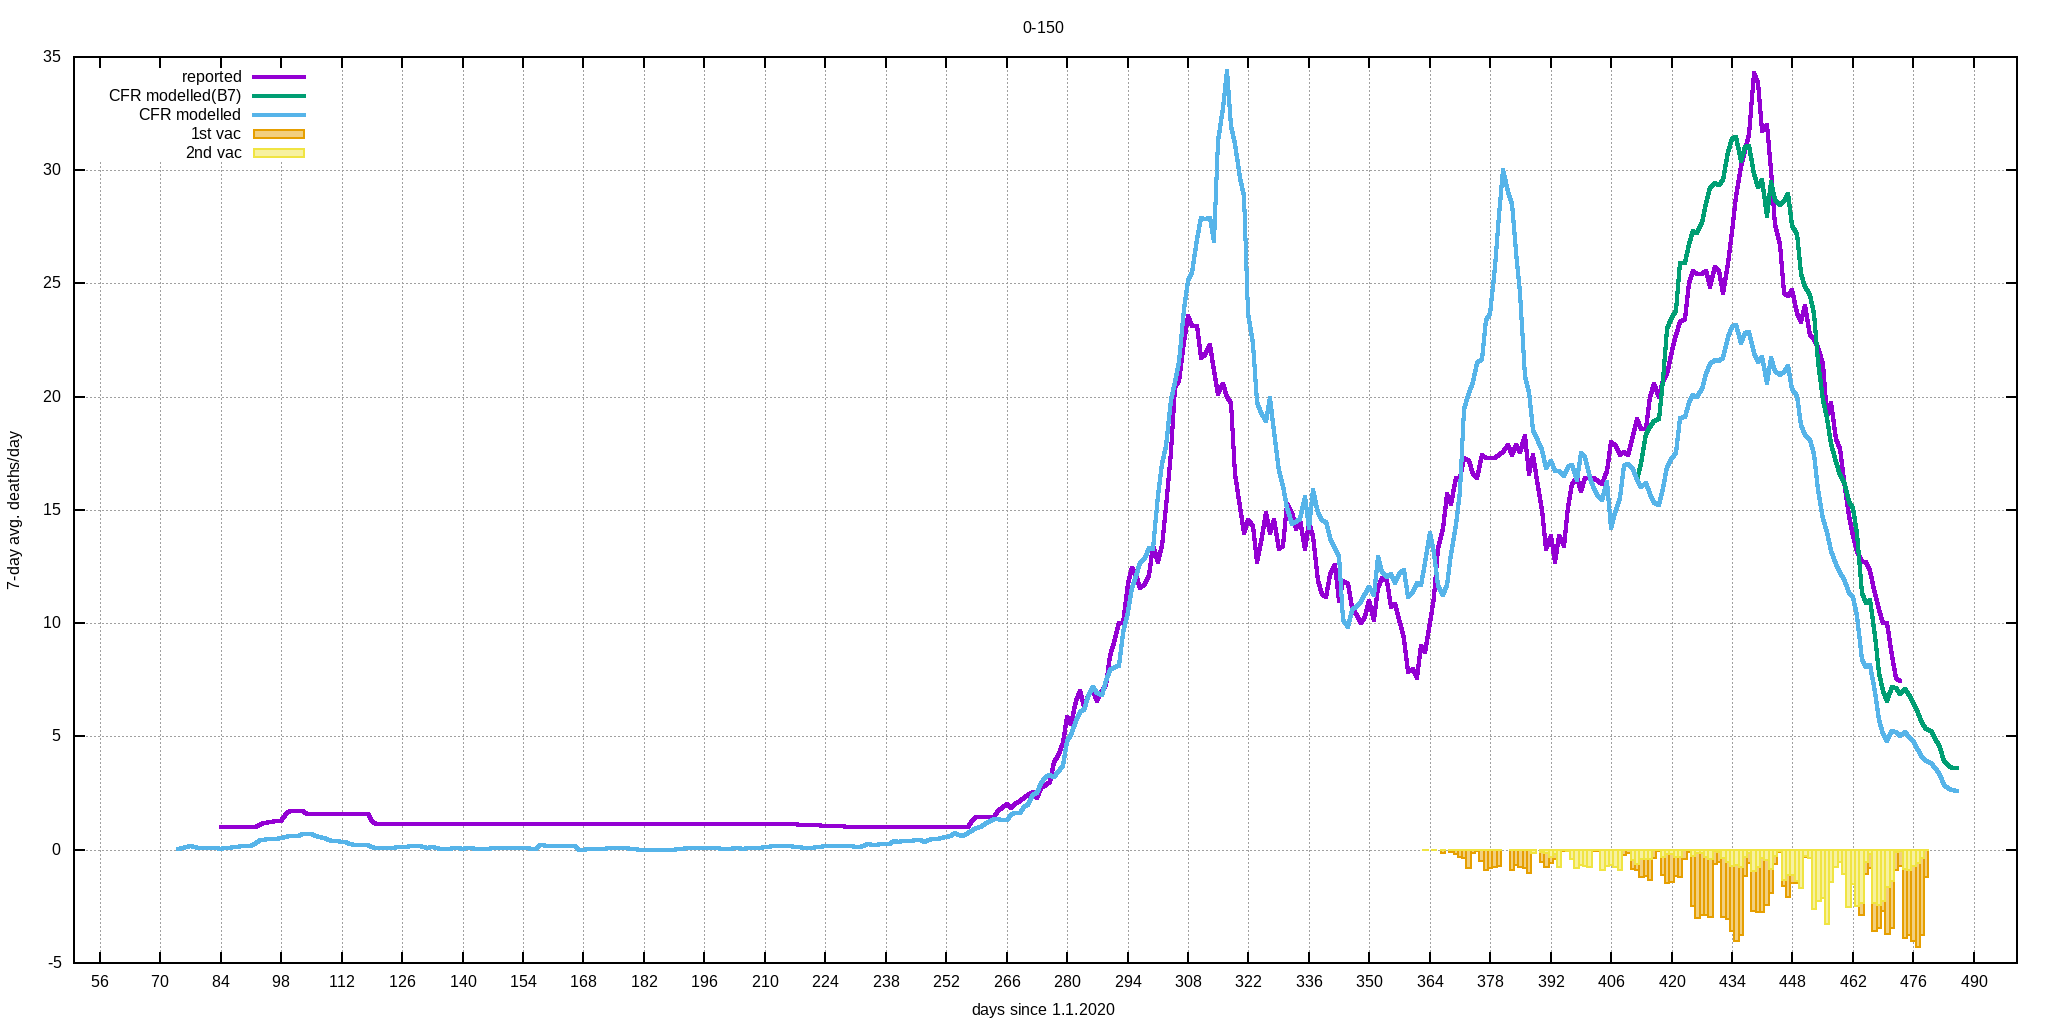 0-150
35
30
25
20
15
10
5
0
-5
7-day avg. deaths/day
reported
CFR modelled(B7)
CFR modelled
1st vac
2nd vac
56 70 84 98 112 126 140 154 168 182 196 210 224 238 252 266 280 294 308 322 336 350 364 378 392 406 420 434 448 462 476 490
days since 1.1.2020